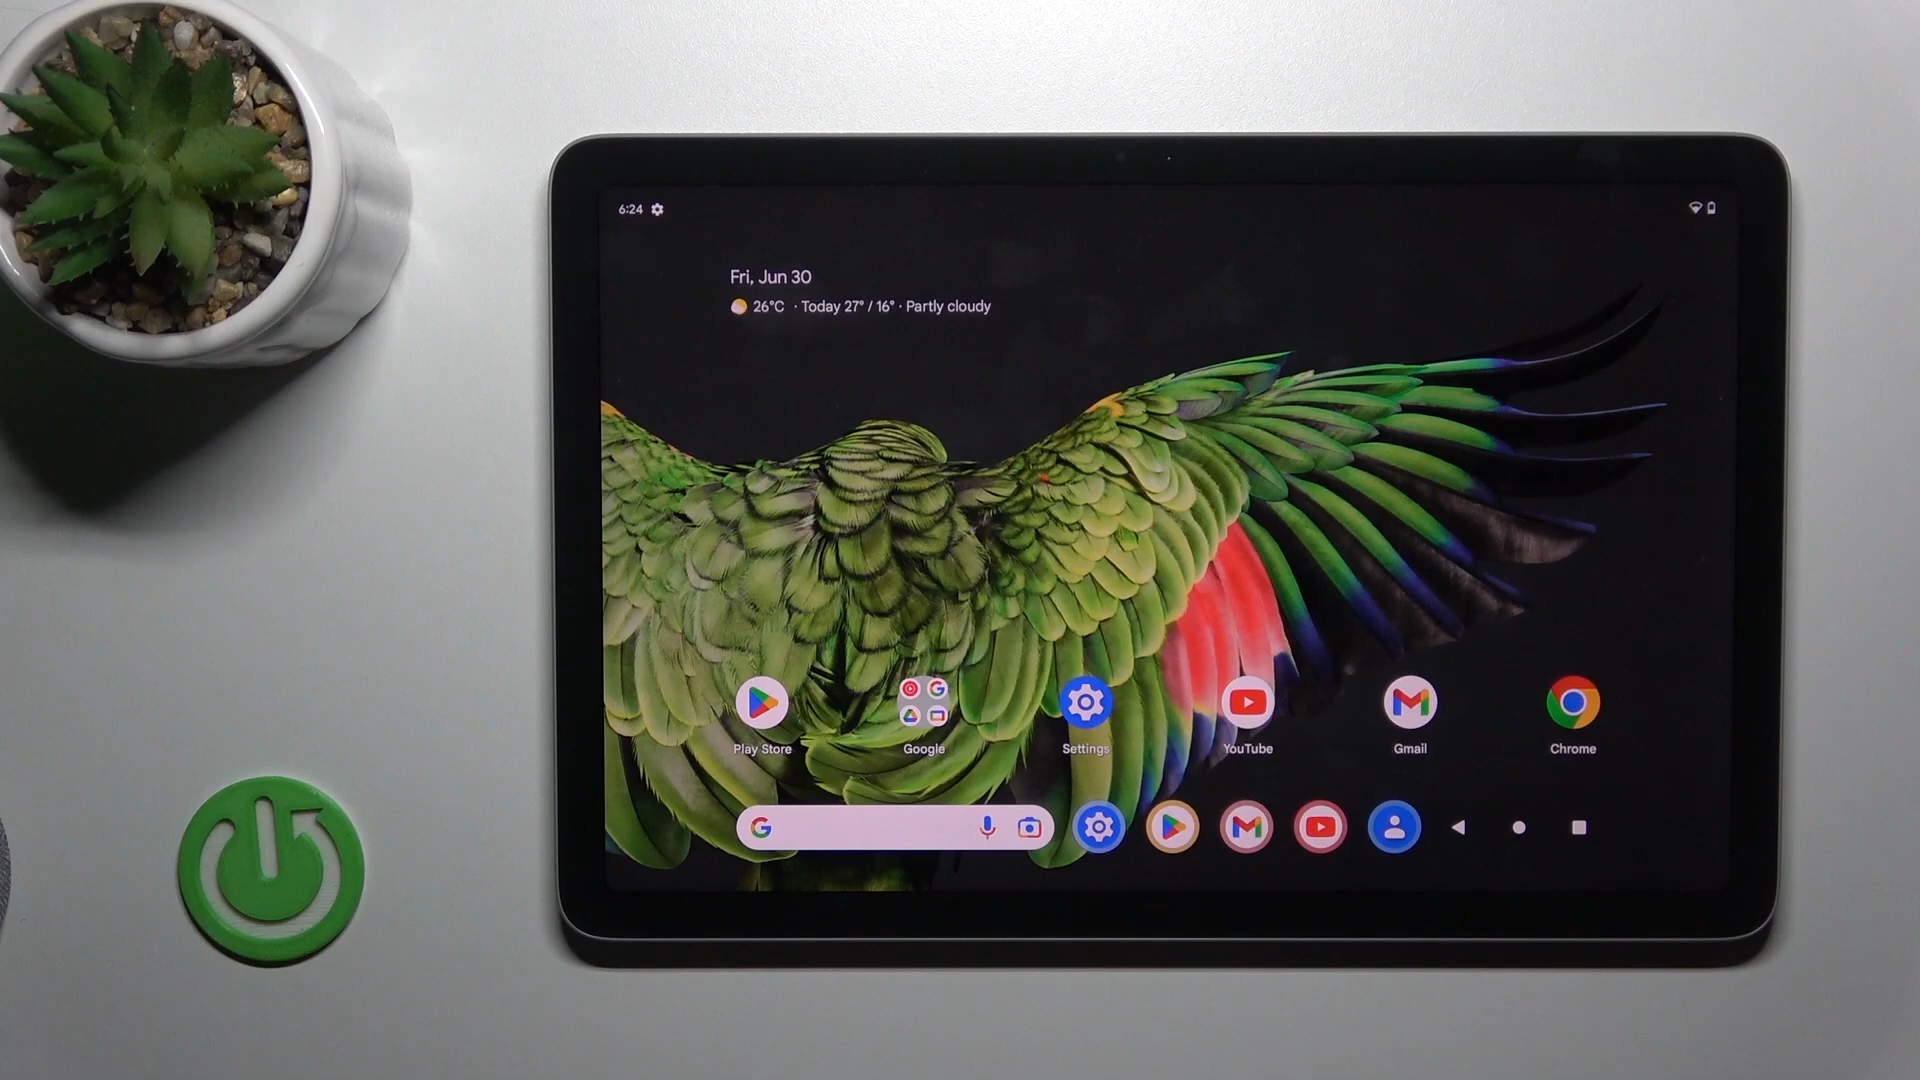 6:24
Fri, Jun 30
26°C · Today 27° / 16° · Partly cloudy
Play Store
Google
Settings
YouTube
Gmail
Chrome